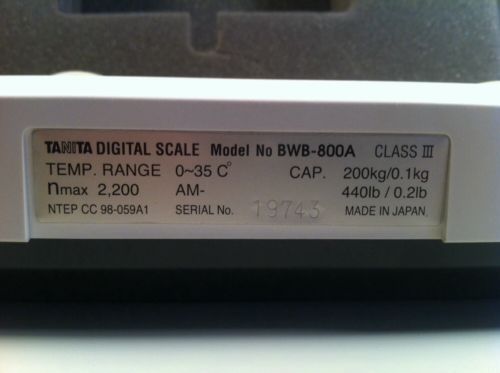 TANITA DIGITAL SCALE Model No BWB-800A CLASS III
TEMP. RANGE 0~35 C° CAP. 200kg/0.1kg
nmax 2,200 AM- 440lb / 0.2lb
NTEP CC 98-059A1 SERIAL No. 19743 MADE IN JAPAN.